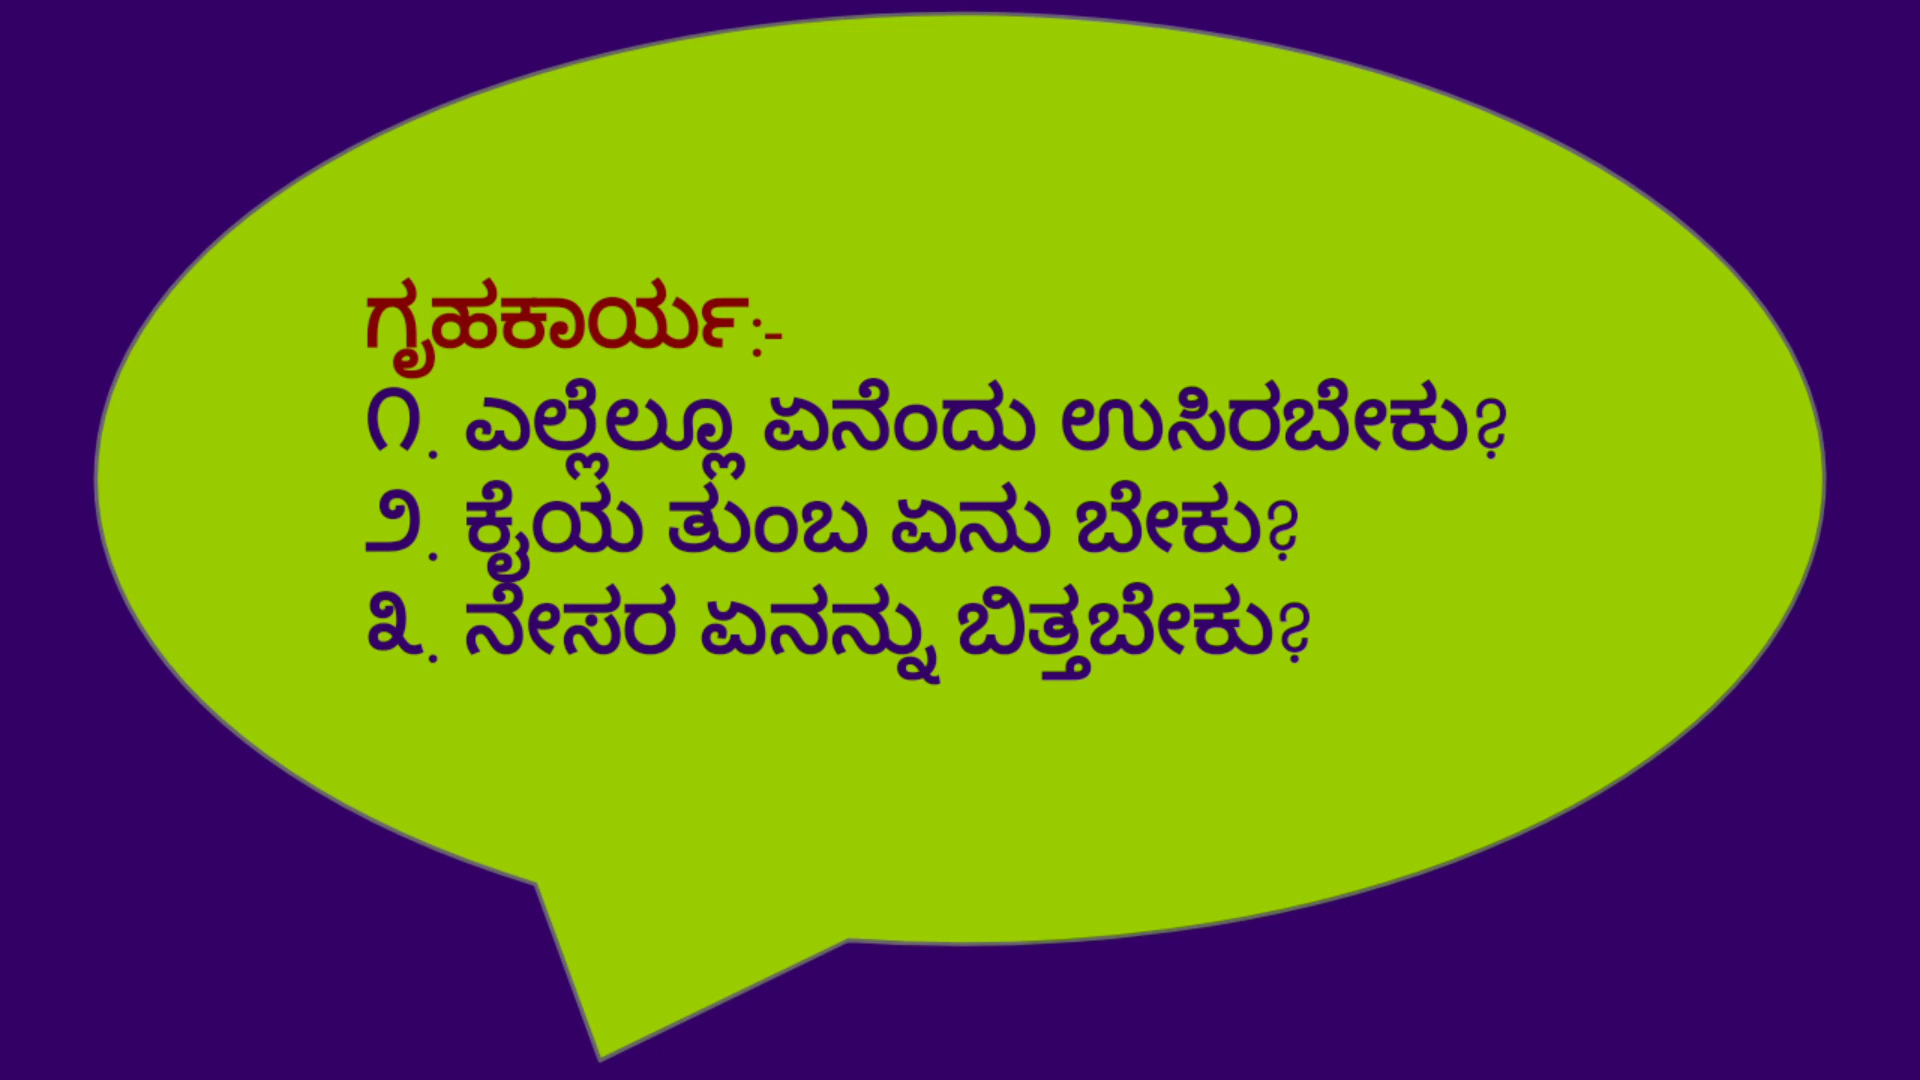 ಗೃಹಕಾರ್ಯ:-
೧. ಎಲ್ಲೆಲ್ಲೂ ಏನೆಂದು ಉಸಿರಬೇಕು?
೨. ಕೈಯ ತುಂಬ ಏನು ಬೇಕು?
೩. ನೇಸರ ಏನನ್ನು ಬಿತ್ತಬೇಕು?